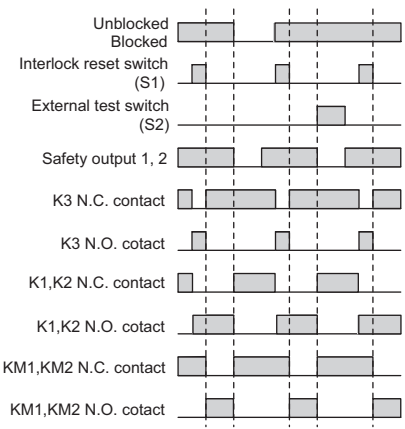 Unblocked
Blocked
Interlock reset switch
(S1)
External test switch
(S2)
Safety output 1, 2
K3 N.C. contact
K3 N.O. cotact
K1,K2 N.C. contact
K1,K2 N.O. cotact
KM1,KM2 N.C. contact
KM1,KM2 N.O. cotact